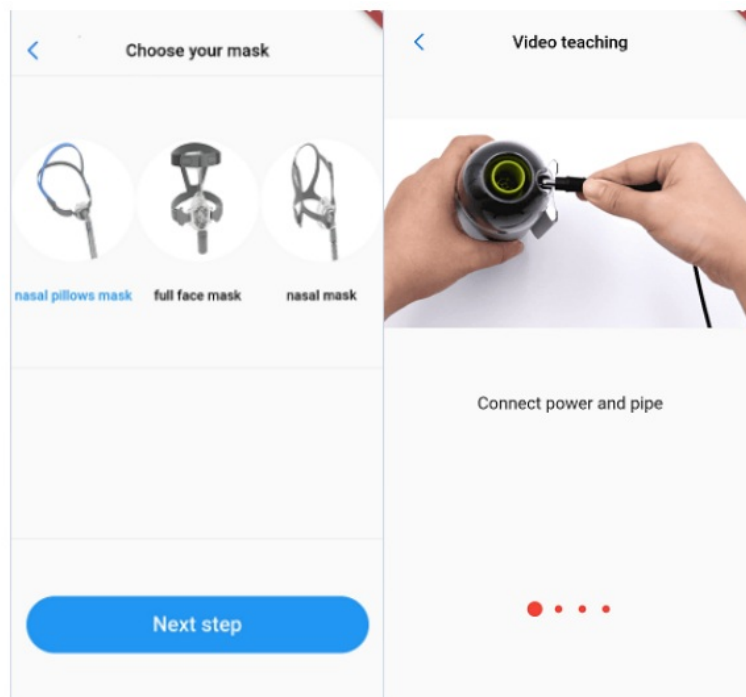 Choose your mask
nasal pillows mask
full face mask
nasal mask
Next step
Video teaching
Connect power and pipe